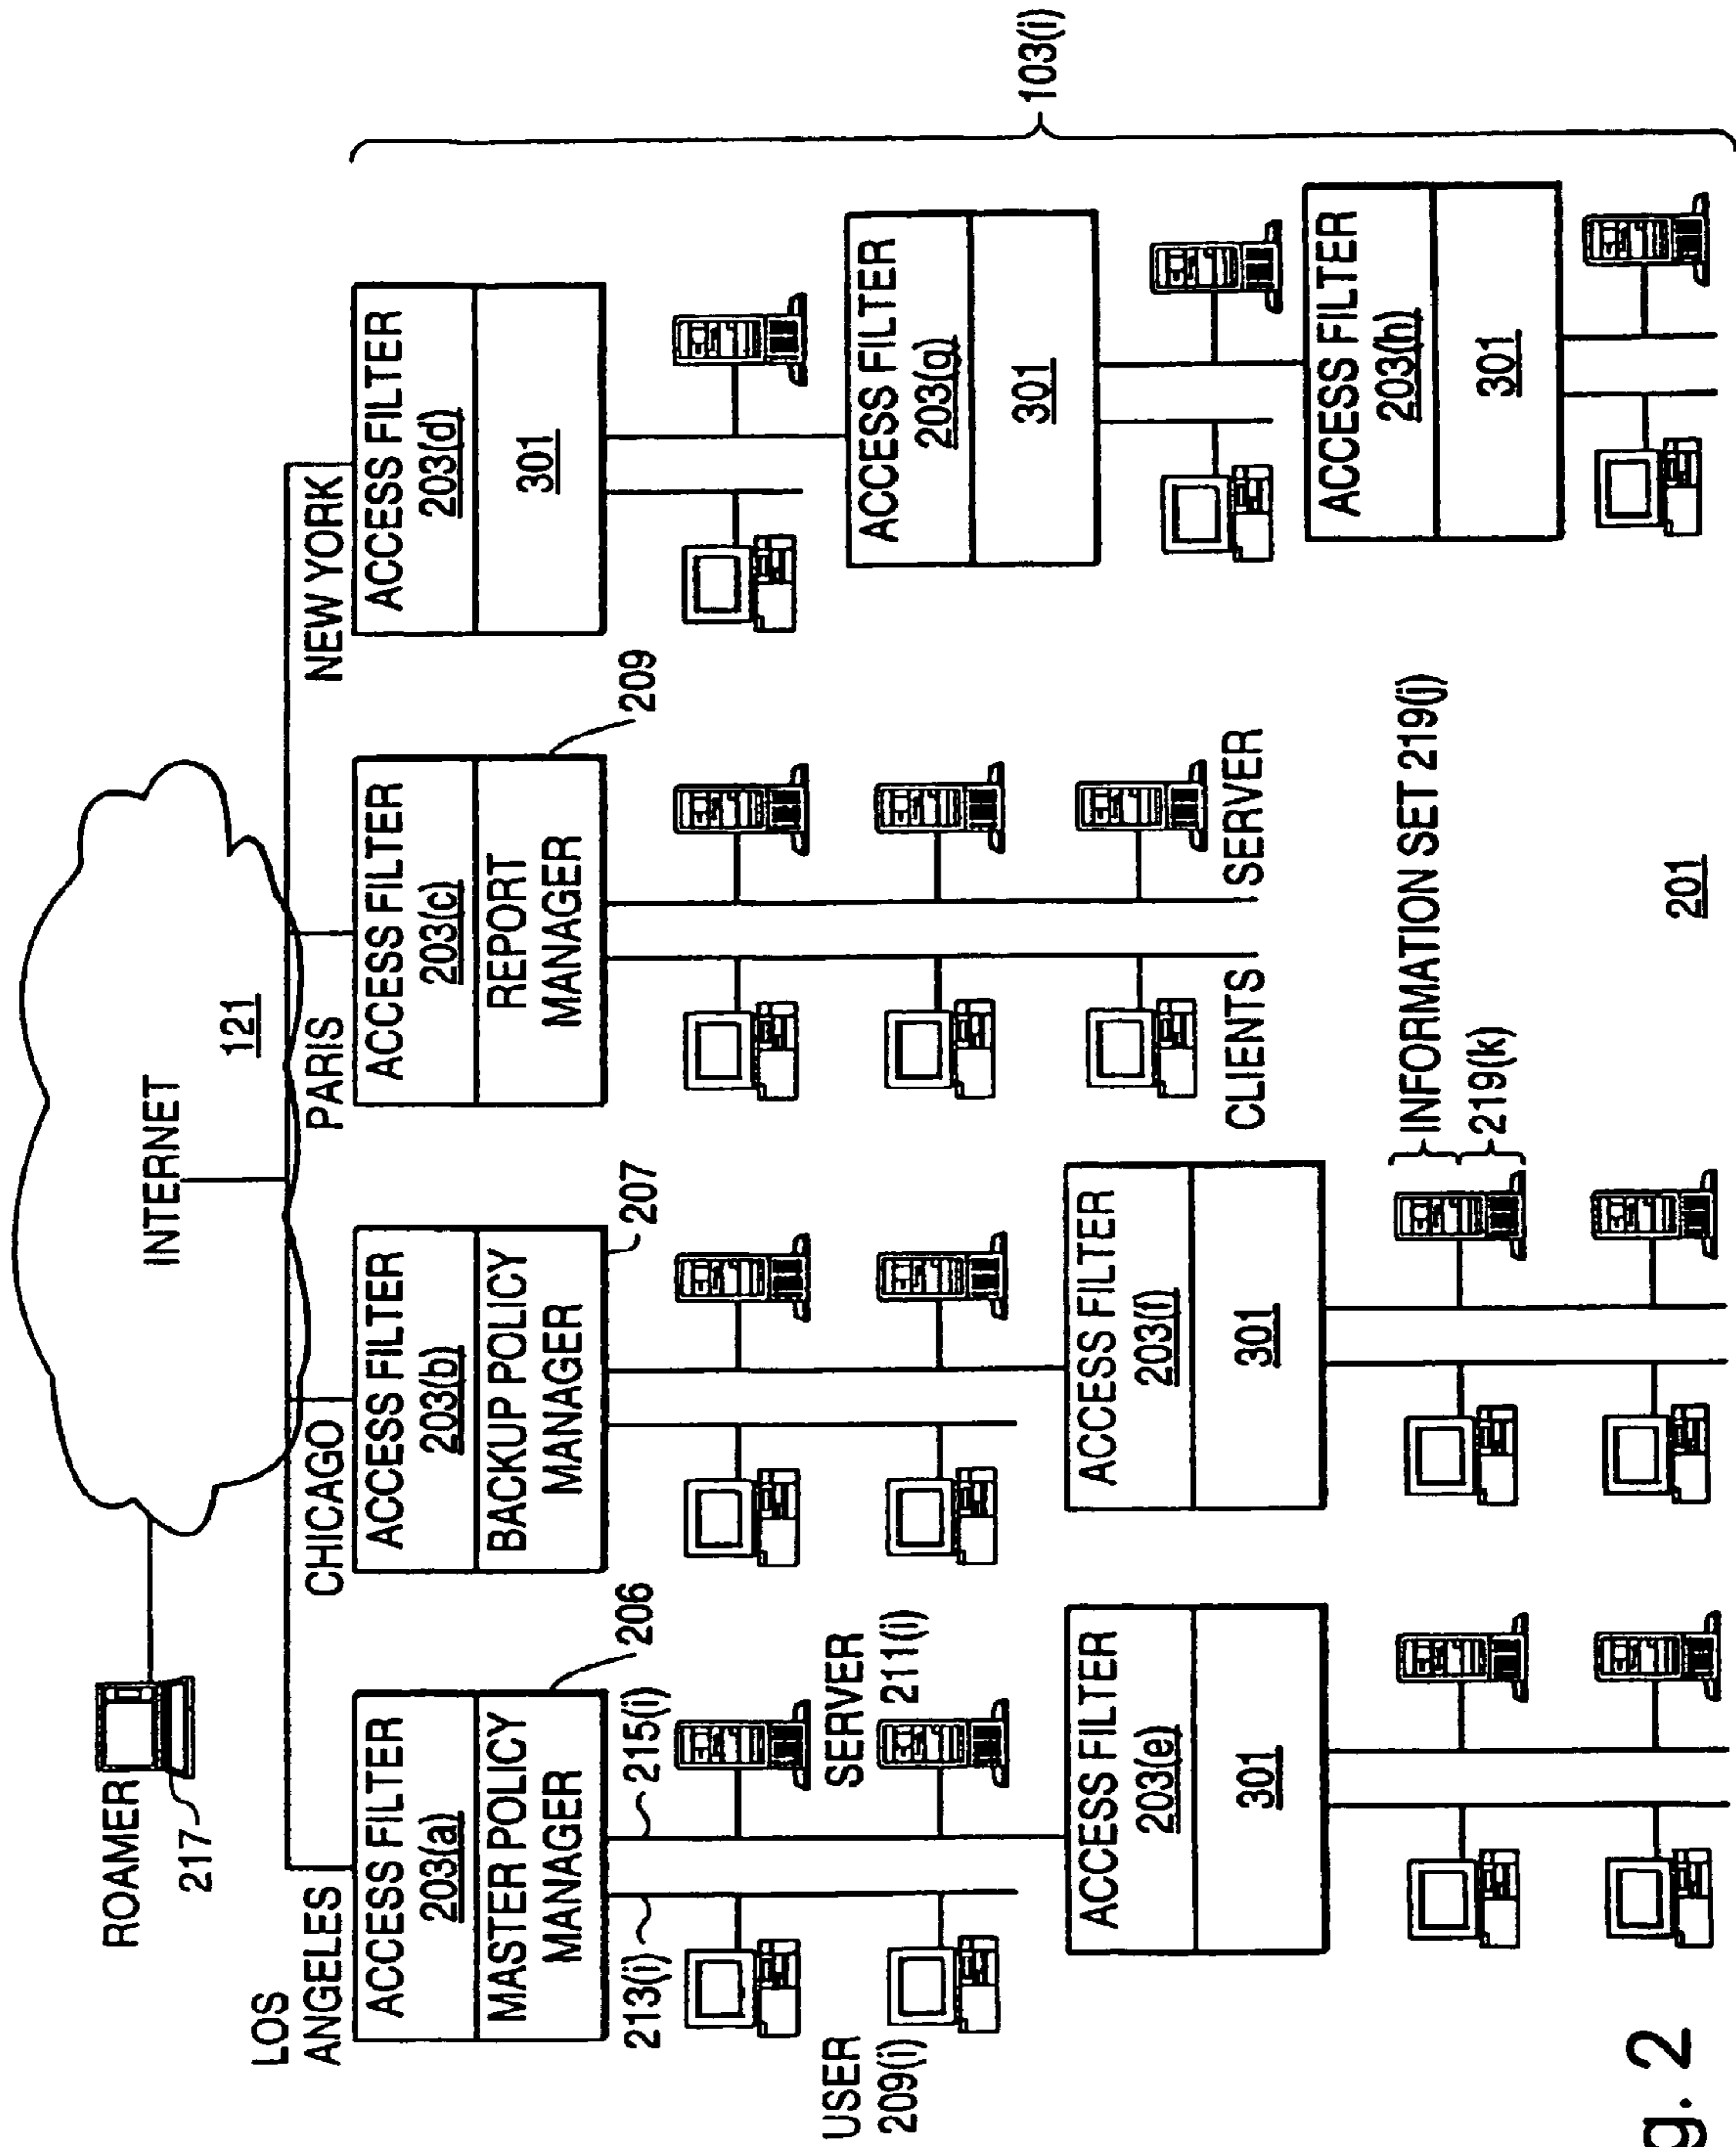 ROAMER
217
INTERNET
121
LOS
ANGELES
CHICAGO
PARIS
NEW YORK
ACCESS FILTER
203(a)
MASTER POLICY
MANAGER
206
ACCESS FILTER
203(b)
BACKUP POLICY
MANAGER
207
ACCESS FILTER
203(c)
REPORT
MANAGER
209
ACCESS FILTER
203(d)
301
103(i)
213(i)
215(i)
USER
209(i)
SERVER
211(i)
ACCESS FILTER
203(e)
301
ACCESS FILTER
203(f)
301
CLIENTS
SERVER
ACCESS FILTER
203(g)
301
ACCESS FILTER
203(h)
301
INFORMATION SET 219(j)
219(k)
201
g. 2